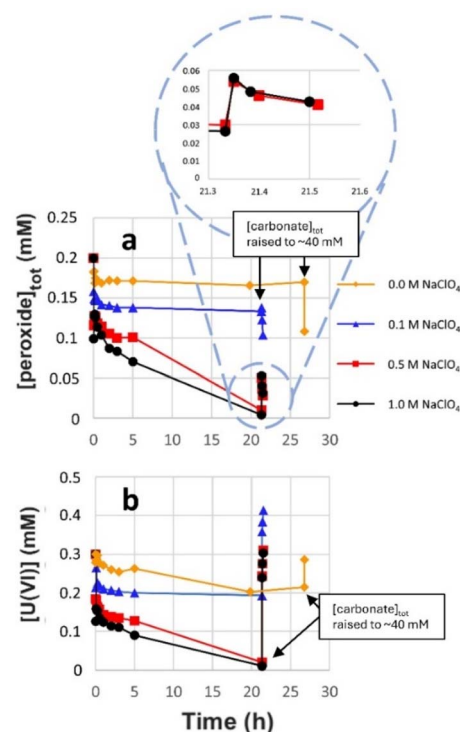 0.06
0.05
0.04
0.03
0.02
0.01
0
21.3 21.4 21.5 21.6
[peroxide]tot (mM)
0.25
0.2
0.15
0.1
0.05
0
a
[carbonate]tot
raised to ~40 mM
0 5 10 15 20 25 30
0.0 M NaClO4
0.1 M NaClO4
0.5 M NaClO4
1.0 M NaClO4
[U(VI)] (mM)
0.5
0.4
0.3
0.2
0.1
0
b
[carbonate]tot
raised to ~40 mM
0 5 10 15 20 25 30
Time (h)